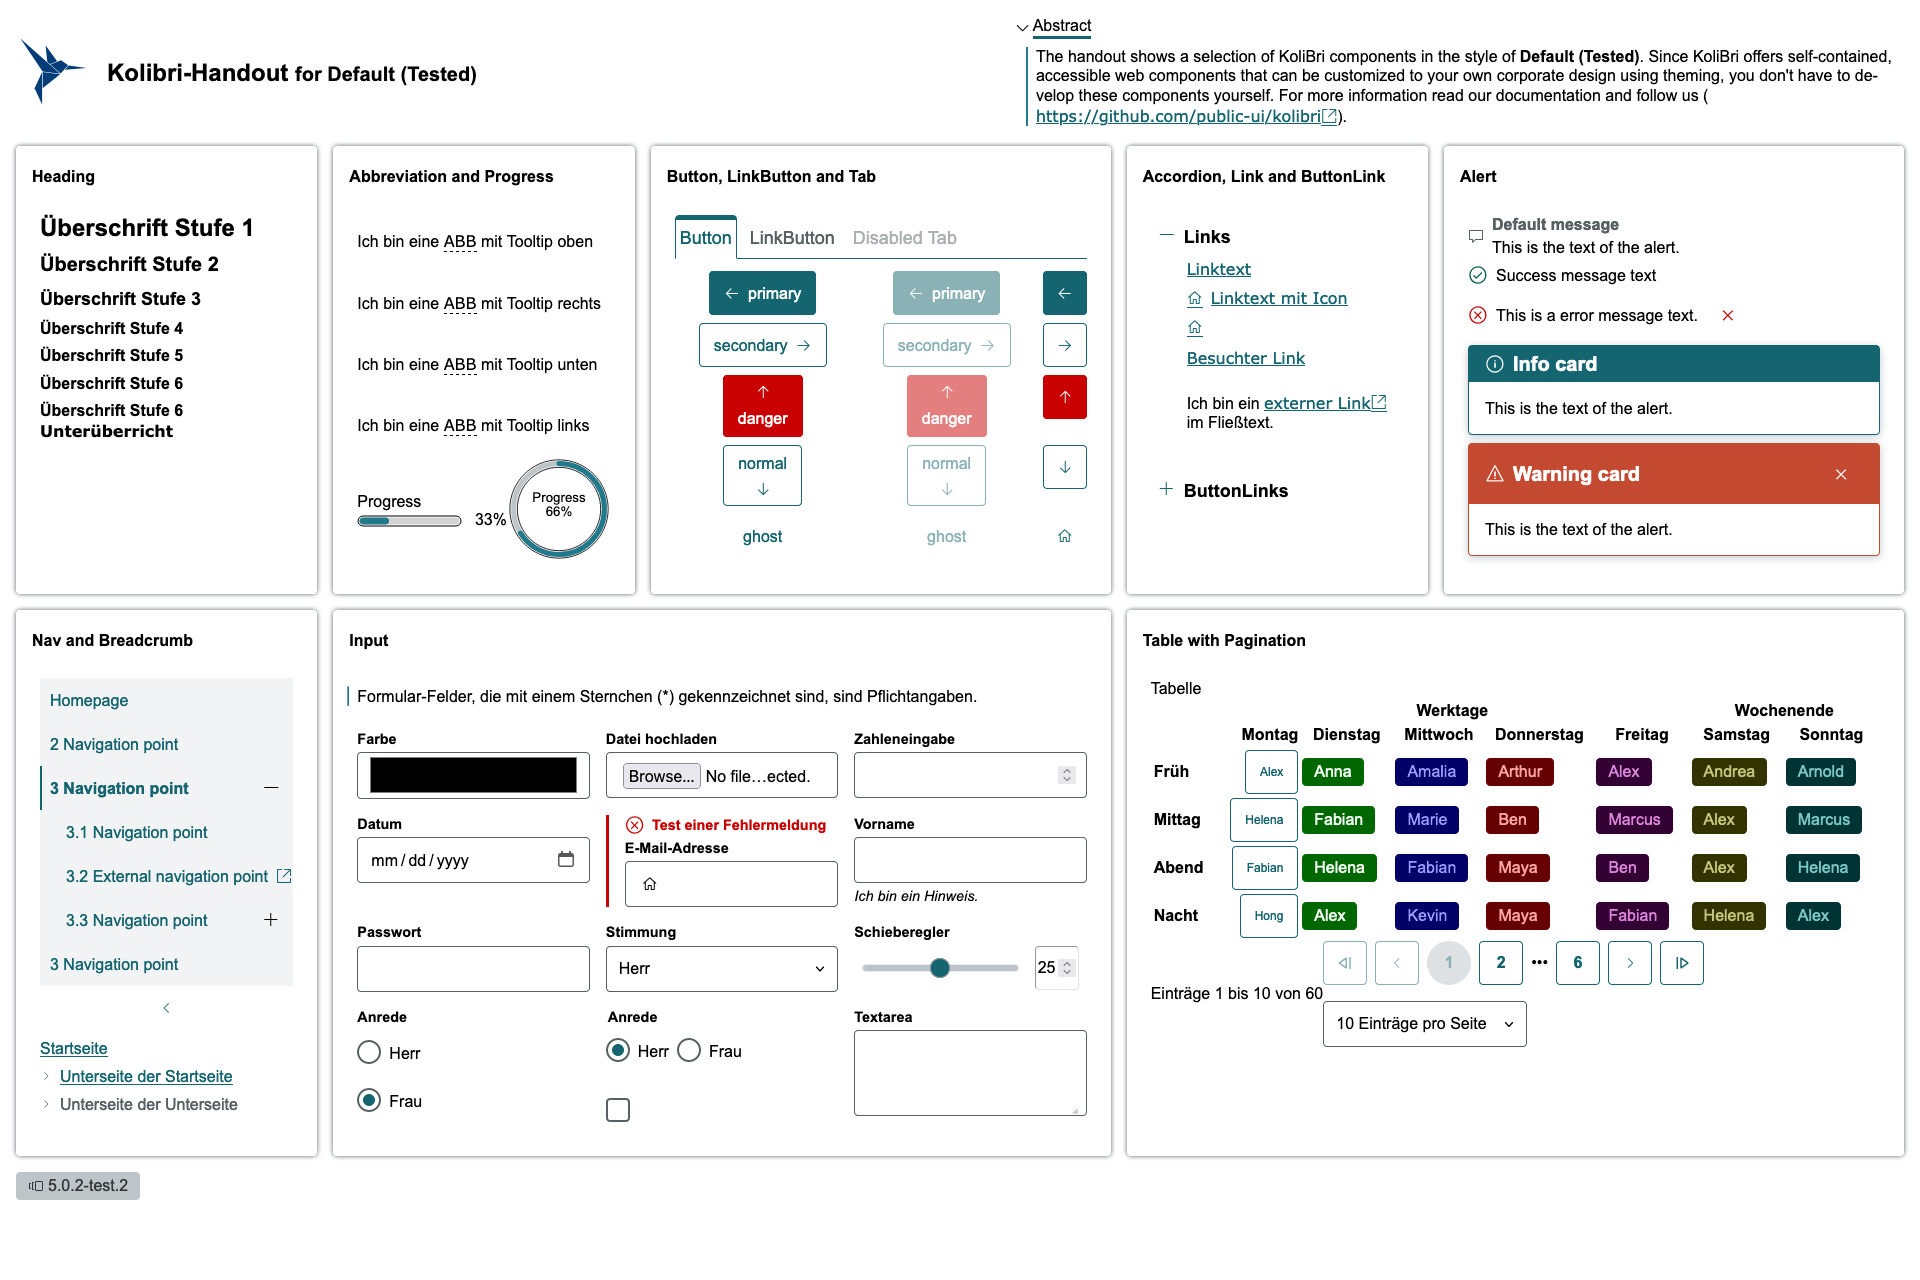 Abstract
Kolibri-Handout for Default (Tested)
The handout shows a selection of KoliBri components in the style of Default (Tested). Since KoliBri offers self-contained,
accessible web components that can be customized to your own corporate design using theming, you don't have to de-
velop these components yourself. For more information read our documentation and follow us (
https://github.com/public-ui/kolibri).
Heading
Überschrift Stufe 1
Überschrift Stufe 2
Überschrift Stufe 3
Überschrift Stufe 4
Überschrift Stufe 5
Überschrift Stufe 6
Überschrift Stufe 6
Unterüberricht
Abbreviation and Progress
Ich bin eine ABB mit Tooltip oben
Ich bin eine ABB mit Tooltip rechts
Ich bin eine ABB mit Tooltip unten
Ich bin eine ABB mit Tooltip links
Progress
33%
Progress
66%
Button, LinkButton and Tab
Button LinkButton Disabled Tab
primary primary
secondary secondary
danger danger
normal normal
ghost ghost
Accordion, Link and ButtonLink
Links
Linktext
Linktext mit Icon
Besuchter Link
Ich bin ein externer Link
im Fließtext.
ButtonLinks
Alert
Default message
This is the text of the alert.
Success message text
This is a error message text.
Info card
This is the text of the alert.
Warning card
This is the text of the alert.
Nav and Breadcrumb
Homepage
2 Navigation point
3 Navigation point
3.1 Navigation point
3.2 External navigation point
3.3 Navigation point
3 Navigation point
Startseite
Unterseite der Startseite
Unterseite der Unterseite
Input
Formular-Felder, die mit einem Sternchen (*) gekennzeichnet sind, sind Pflichtangaben.
Farbe
Datei hochladen
Browse... No file…ected.
Zahleneingabe
Datum
mm / dd / yyyy
Test einer Fehlermeldung
E-Mail-Adresse
Vorname
Ich bin ein Hinweis.
Passwort
Stimmung
Herr
Schieberegler
25
Anrede
Herr
Frau
Anrede
Herr Frau
Textarea
Table with Pagination
Tabelle
Werktage Wochenende
Montag Dienstag Mittwoch Donnerstag Freitag Samstag Sonntag
Früh Alex Anna Amalia Arthur Alex Andrea Arnold
Mittag Helena Fabian Marie Ben Marcus Alex Marcus
Abend Fabian Helena Fabian Maya Ben Alex Helena
Nacht Hong Alex Kevin Maya Fabian Helena Alex
1 2 ••• 6
Einträge 1 bis 10 von 60
10 Einträge pro Seite
5.0.2-test.2